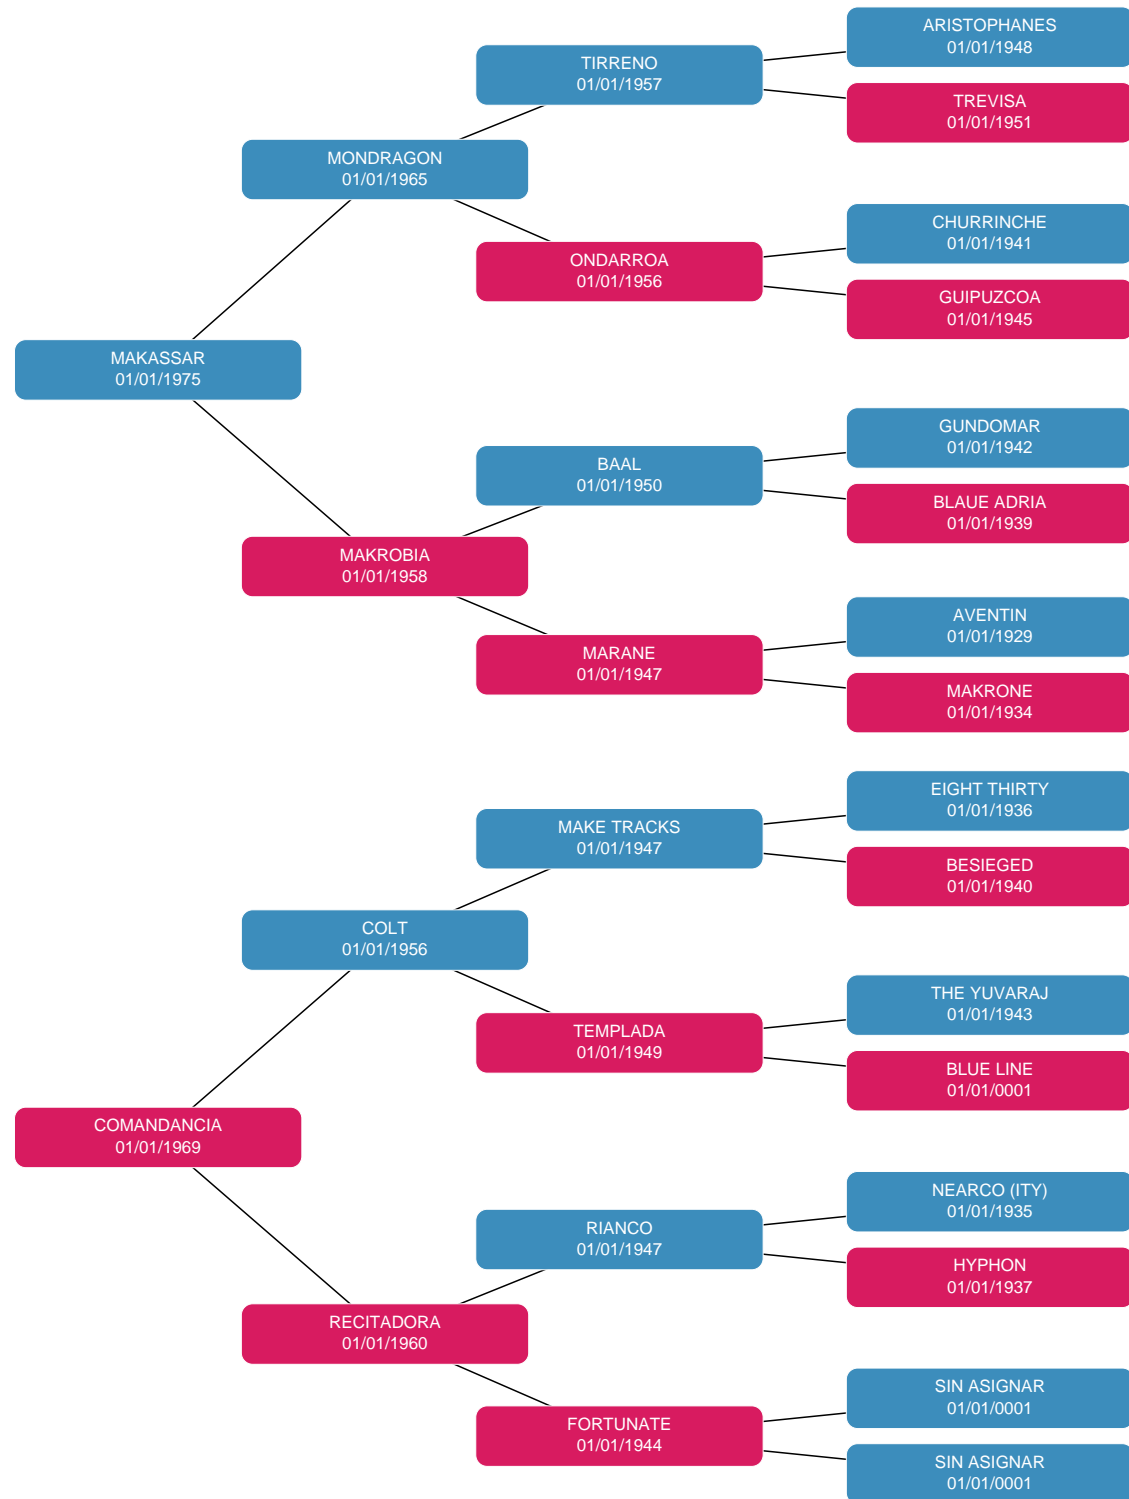 ARISTOPHANES
01/01/1948
TIRRENO
01/01/1957
TREVISA
01/01/1951
MONDRAGON
01/01/1965
CHURRINCHE
01/01/1941
ONDARROA
01/01/1956
GUIPUZCOA
01/01/1945
MAKASSAR
01/01/1975
GUNDOMAR
01/01/1942
BAAL
01/01/1950
BLAUE ADRIA
01/01/1939
MAKROBIA
01/01/1958
AVENTIN
01/01/1929
MARANE
01/01/1947
MAKRONE
01/01/1934
EIGHT THIRTY
01/01/1936
MAKE TRACKS
01/01/1947
BESIEGED
01/01/1940
COLT
01/01/1956
THE YUVARAJ
01/01/1943
TEMPLADA
01/01/1949
BLUE LINE
01/01/0001
COMANDANCIA
01/01/1969
NEARCO (ITY)
01/01/1935
RIANCO
01/01/1947
HYPHON
01/01/1937
RECITADORA
01/01/1960
SIN ASIGNAR
01/01/0001
FORTUNATE
01/01/1944
SIN ASIGNAR
01/01/0001